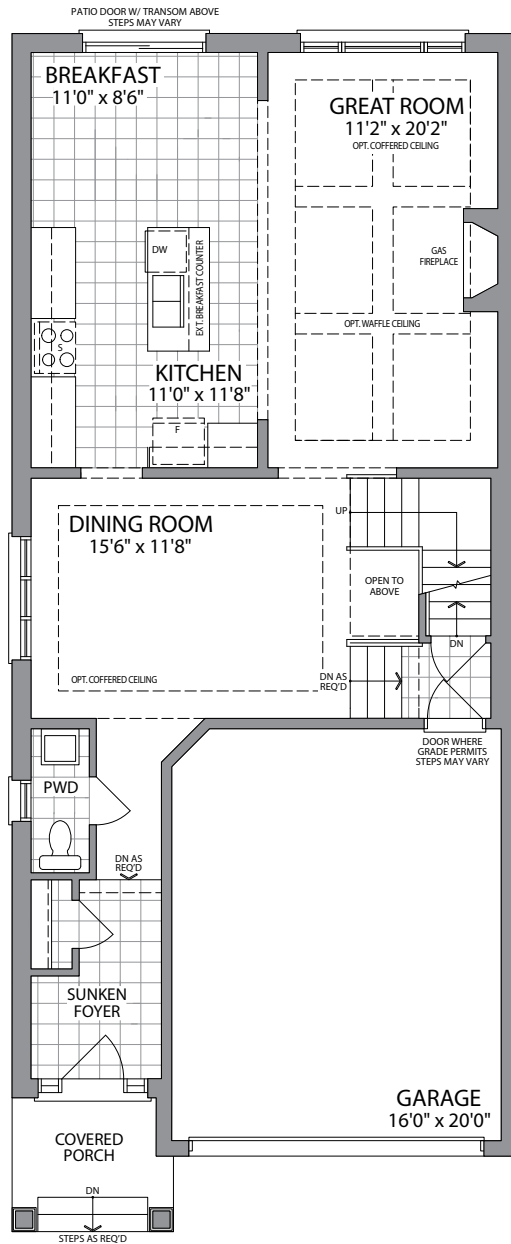 PATIO DOOR W/ TRANSOM ABOVE
STEPS MAY VARY
BREAKFAST
11'0" x 8'6"
GREAT ROOM
11'2" x 20'2"
OPT. COFFERED CEILING
DW
EXT. BREAKFAST COUNTER
GAS
FIREPLACE
S
OPT. WAFFLE CEILING
KITCHEN
11'0" x 11'8"
F
DINING ROOM
15'6" x 11'8"
UP
OPEN TO
ABOVE
DN
OPT. COFFERED CEILING
DN AS
REQ'D
DOOR WHERE
GRADE PERMITS
STEPS MAY VARY
PWD
DN AS
REQ'D
SUNKEN
FOYER
GARAGE
16'0" x 20'0"
COVERED
PORCH
DN
STEPS AS REQ'D